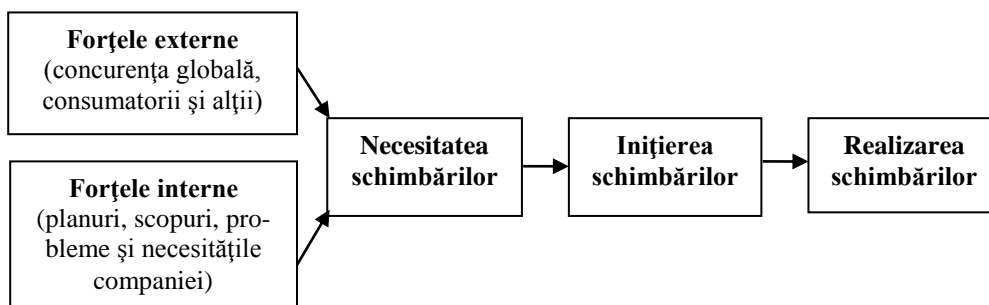 Forţele externe
(concurenţa globală,
consumatorii şi alţii)
Forţele interne
(planuri, scopuri, pro-
bleme şi necesităţile
companiei)
Necesitatea
schimbărilor
Iniţierea
schimbărilor
Realizarea
schimbărilor